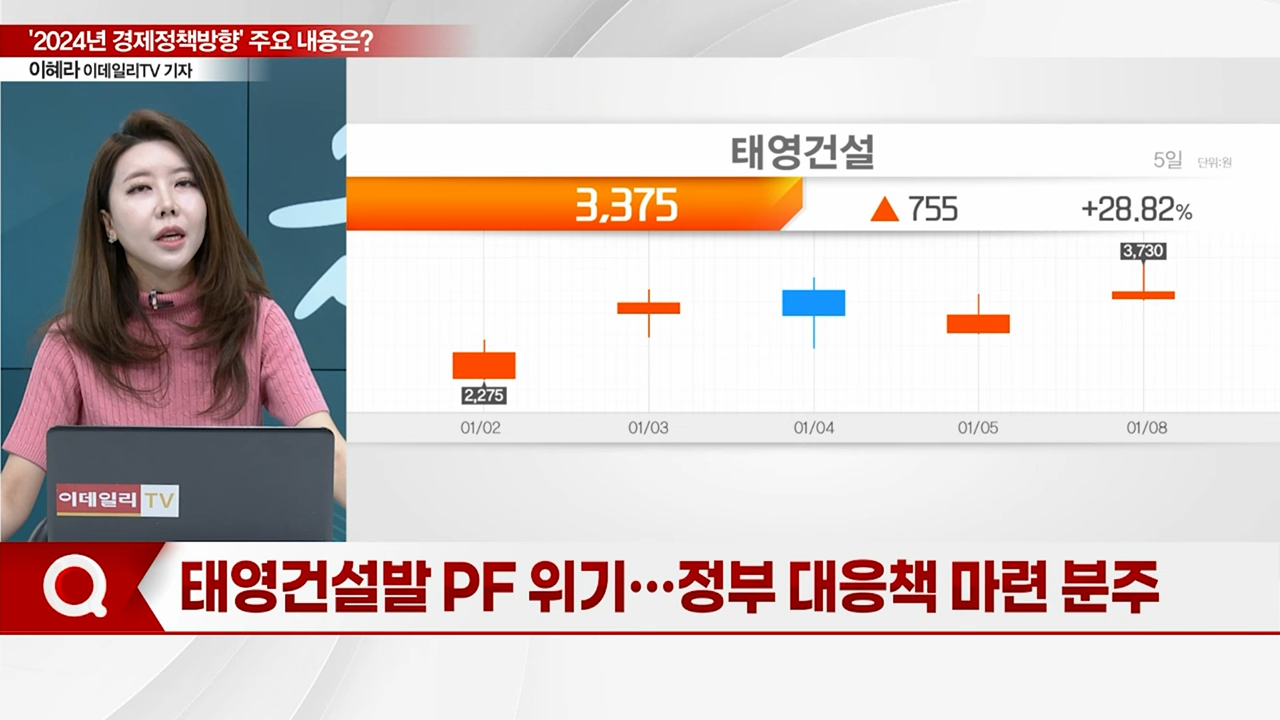 '2024년 경제정책방향' 주요 내용은?
이혜라 이데일리TV 기자
태영건설
5일 단위:원
3,375 ▲ 755 +28.82%
3,730
2,275
01/02 01/03 01/04 01/05 01/08
이데일리 TV
Q 태영건설발 PF 위기…정부 대응책 마련 분주